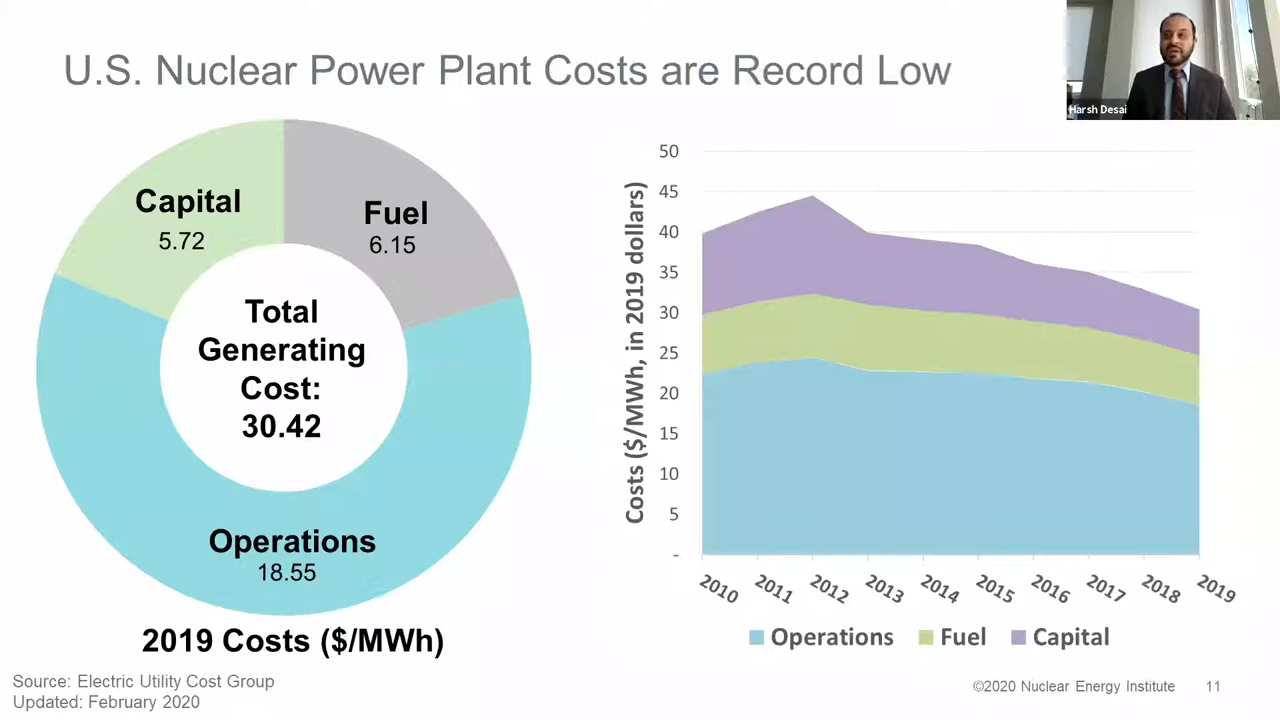 U.S. Nuclear Power Plant Costs are Record Low
Harsh Desai
Capital
5.72
Fuel
6.15
Total
Generating
Cost:
30.42
Operations
18.55
2019 Costs ($/MWh)
Costs ($/MWh, in 2019 dollars)
50
45
40
35
30
25
20
15
10
5
-
2010
2011
2012
2013
2014
2015
2016
2017
2018
2019
Operations
Fuel
Capital
Source: Electric Utility Cost Group
Updated: February 2020
©2020 Nuclear Energy Institute
11